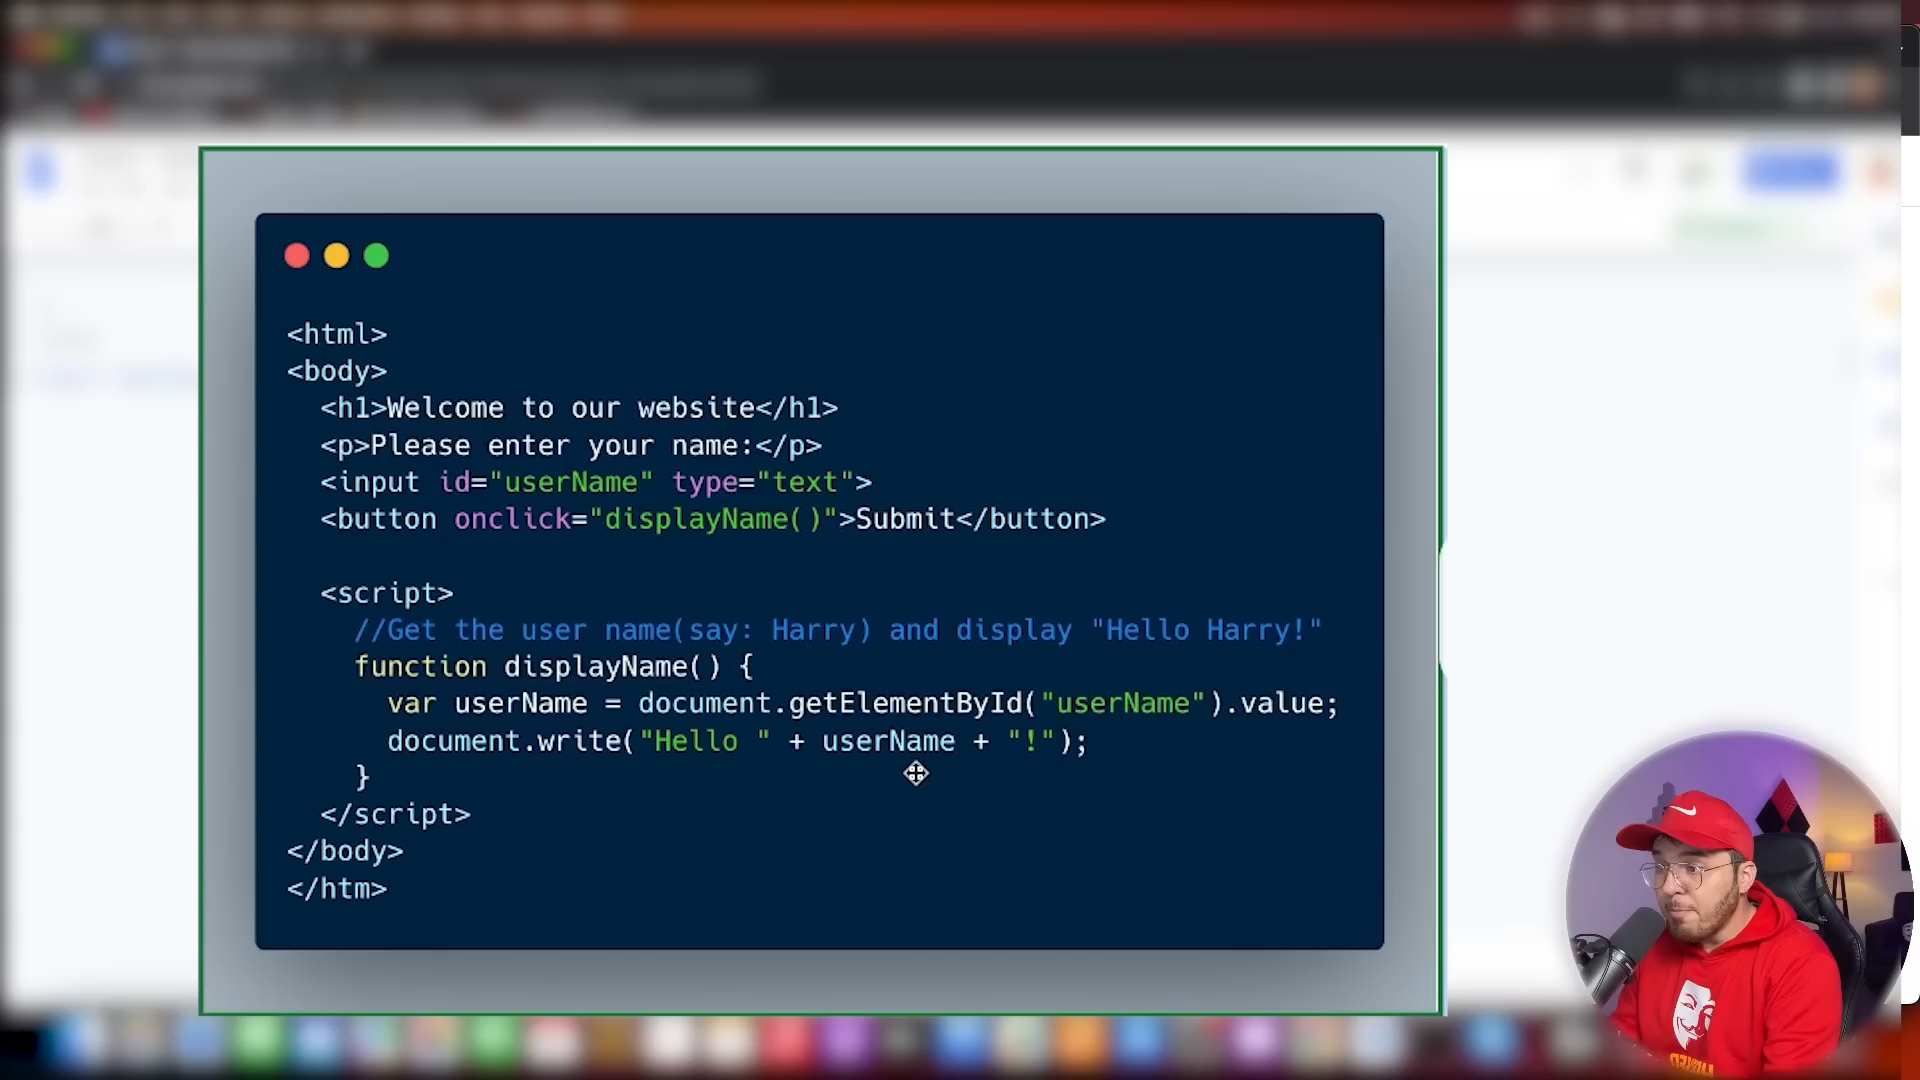 <html>
<body>
<h1>Welcome to our website</h1>
<p>Please enter your name:</p>
<input id="userName" type="text">
<button onclick="displayName()">Submit</button>
<script>
//Get the user name(say: Harry) and display "Hello Harry!"
function displayName() {
var userName = document.getElementById("userName").value;
document.write("Hello " + userName + "!");
}
</script>
</body>
</htm>